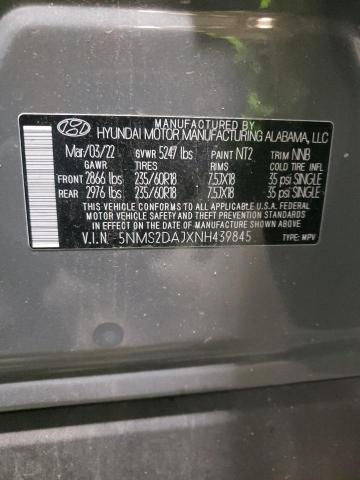 MANUFACTURED BY
HYUNDAI MOTOR MANUFACTURING ALABAMA, LLC
Mar/03/22 GVWR 5247 lbs PAINT NT2 TRIM NNB
GAWR TIRES RIMS COLD TIRE INFL
FRONT 2866 lbs 235/60R18 7.5JX18 35 psi SINGLE
REAR 2976 lbs 235/60R18 7.5JX18 35 psi SINGLE
THIS VEHICLE CONFORMS TO ALL APPLICABLE FEDERAL
MOTOR VEHICLE SAFETY STANDARDS
IN EFFECT ON THE DATE OF MANUFACTURE SHOWN ABOVE.
V.I.N : 5NMS2DAJXNH439845 TYPE: MPV